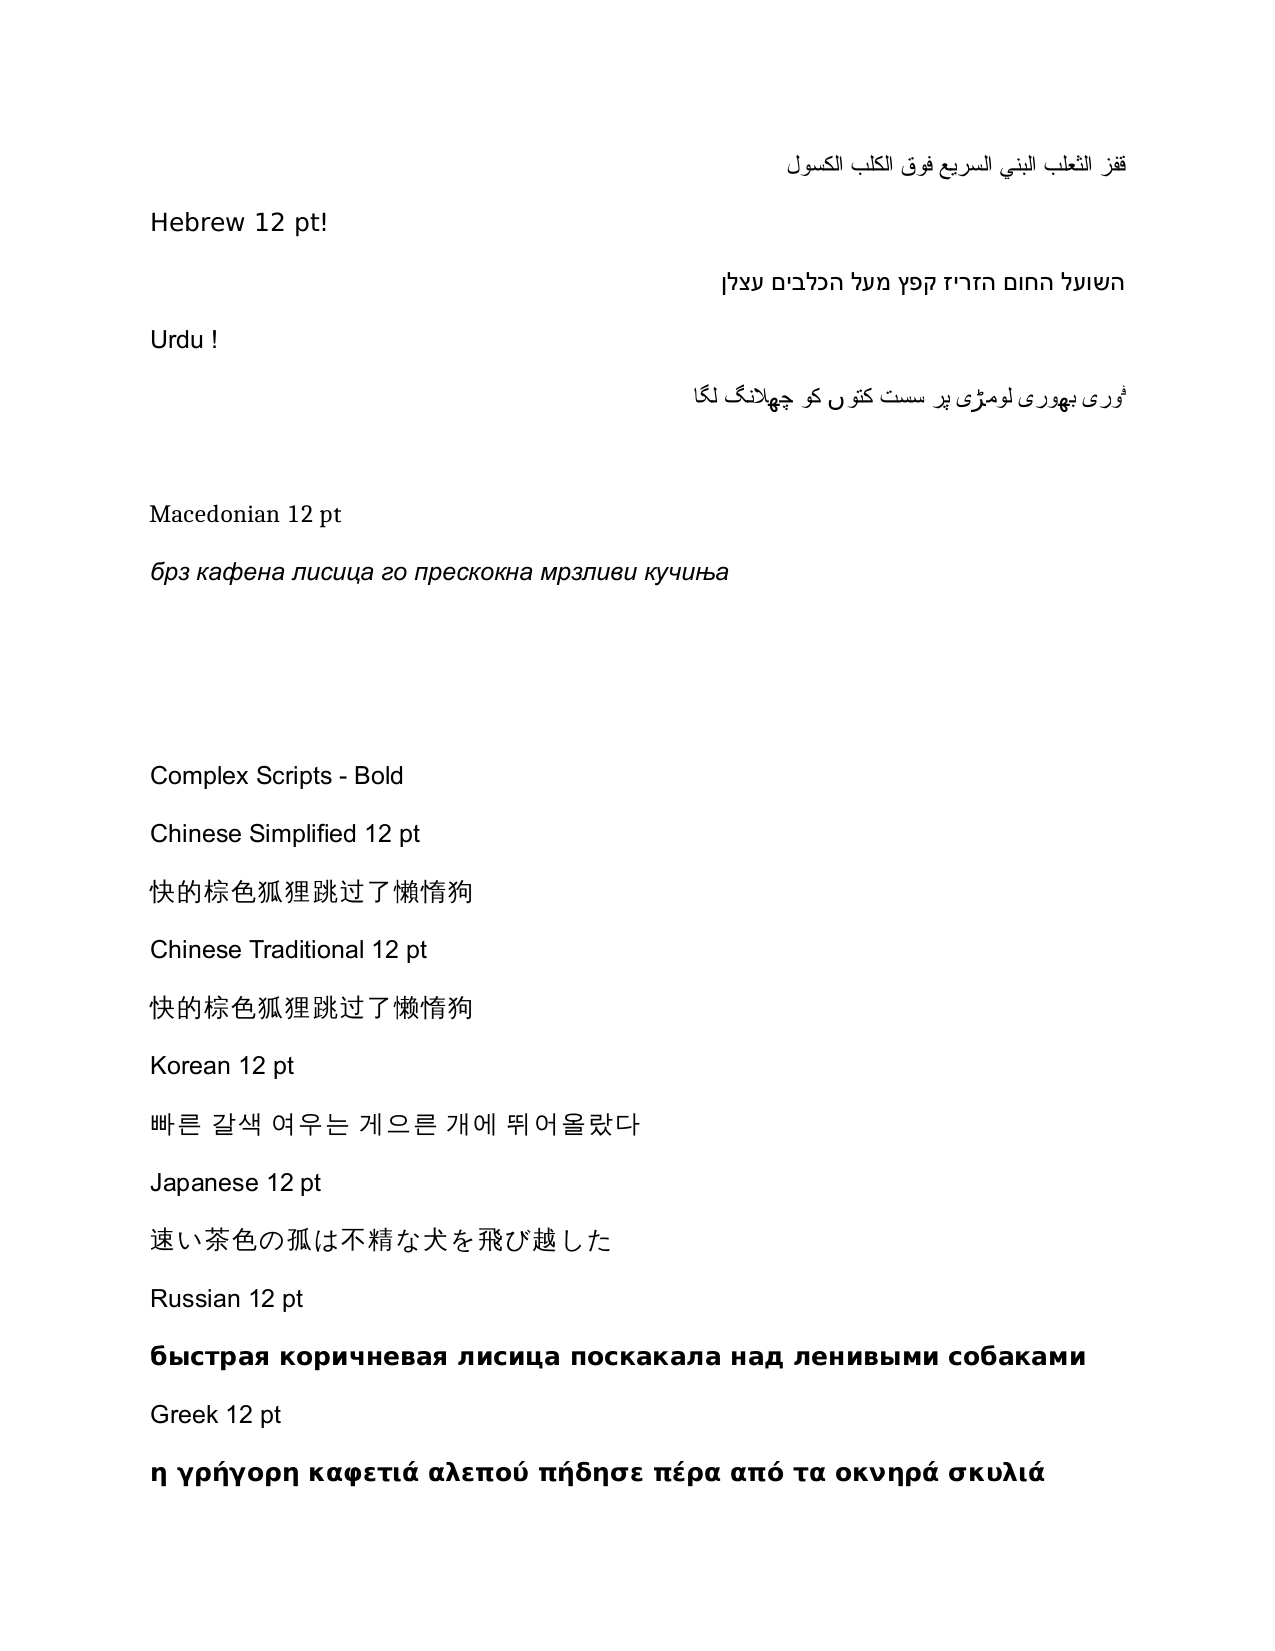 قفز الثعلب البني السريع فوق الكلب الكسول
Hebrew 12 pt!
השועל החום הזריז קפץ מעל הכלבים עצלן
Urdu !
فوری بھوری لومڑی پر سست کتوں کو چھلانگ لگا
Macedonian 12 pt
брз кафена лисица го прескокна мрзливи кучиња
Complex Scripts - Bold
Chinese Simplified 12 pt
快的棕色狐狸跳过了懒惰狗
Chinese Traditional 12 pt
快的棕色狐狸跳过了懒惰狗
Korean 12 pt
빠른 갈색 여우는 게으른 개에 뛰어올랐다
Japanese 12 pt
速い茶色の孤は不精な犬を飛び越した
Russian 12 pt
быстрая коричневая лисица поскакала над ленивыми собаками
Greek 12 pt
η γρήγορη καφετιά αλεπού πήδησε πέρα από τα οκνηρά σκυλιά